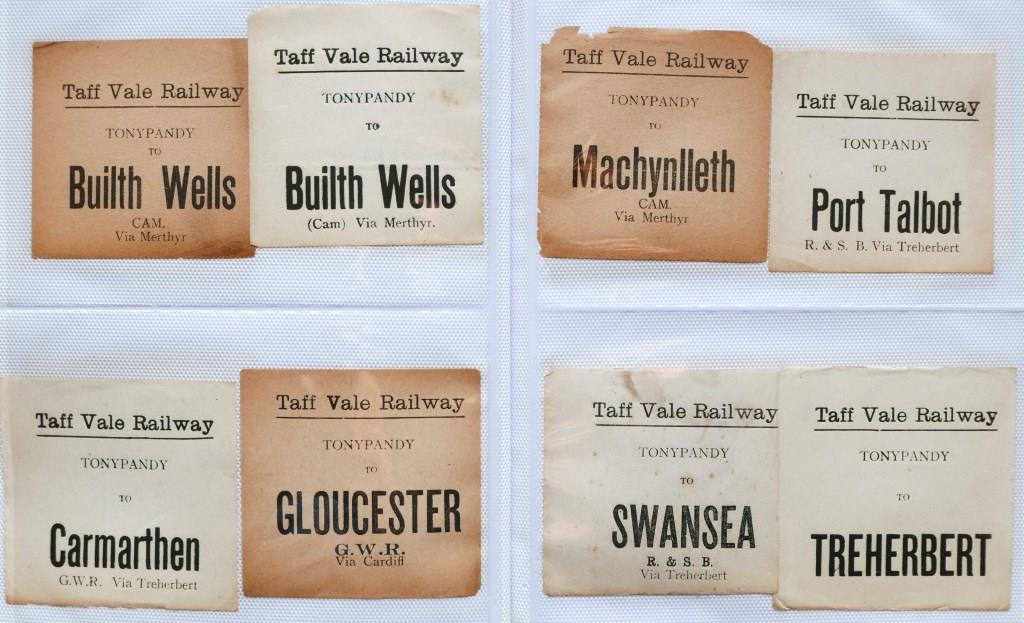 Taff Vale Railway
TONYPANDY
TO
Builth Wells
CAM.
Via Merthyr
Taff Vale Railway
TONYPANDY
TO
Builth Wells
(Cam) Via Merthyr.
Taff Vale Railway
TONYPANDY
TO
Machynlleth
CAM.
Via Merthyr
Taff Vale Railway
TONYPANDY
TO
Port Talbot
R. & S. B. Via Treherbert
Taff Vale Railway
TONYPANDY
TO
Carmarthen
G.W.R. Via Treherbert
Taff Vale Railway
TONYPANDY
TO
GLOUCESTER
G.W.R.
Via Cardiff
Taff Vale Railway
TONYPANDY
TO
SWANSEA
R. & S. B.
Via Treherbert
Taff Vale Railway
TONYPANDY
TO
TREHERBERT